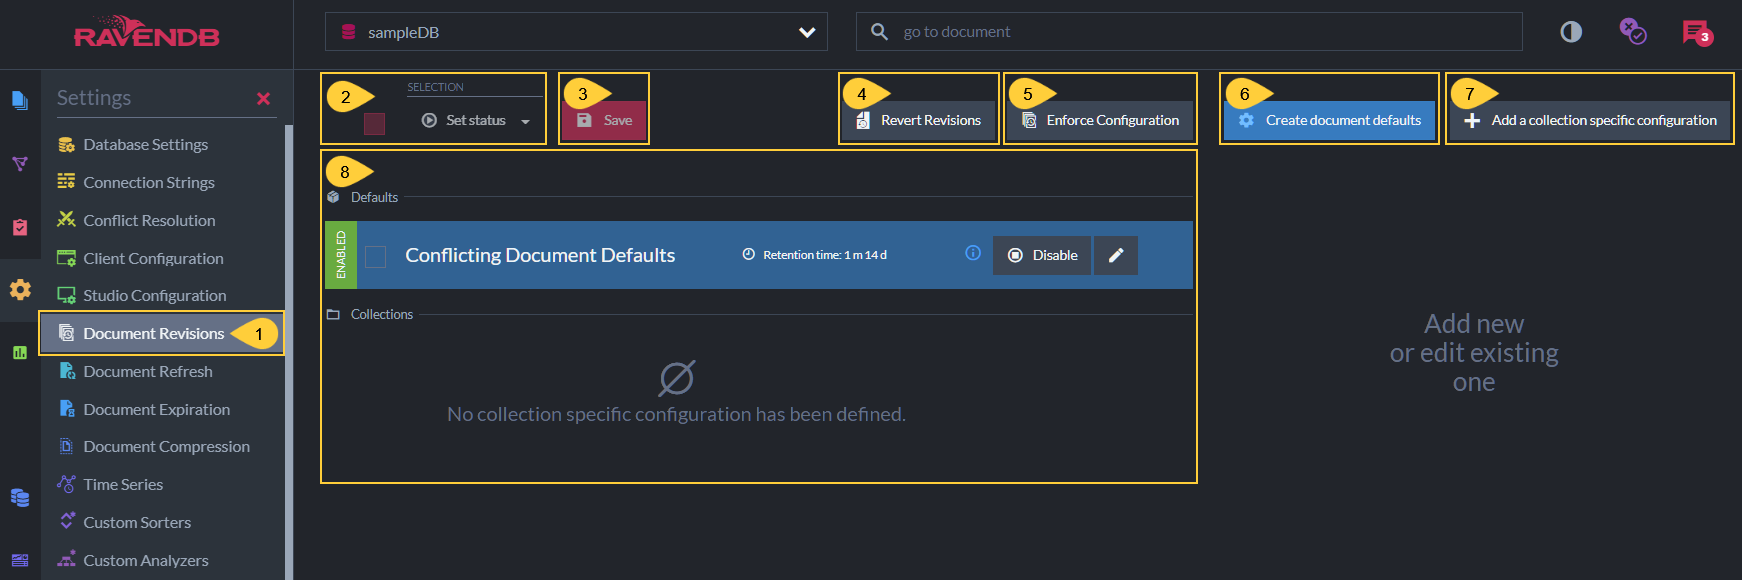 RAVENDB
sampleDB
go to document
3
Settings
Database Settings
Connection Strings
Conflict Resolution
Client Configuration
Studio Configuration
Document Revisions
1
Document Refresh
Document Expiration
Document Compression
Time Series
Custom Sorters
Custom Analyzers
2
SELECTION
Set status
3
Save
4
Revert Revisions
5
Enforce Configuration
6
Create document defaults
7
Add a collection specific configuration
8
Defaults
ENABLED
Conflicting Document Defaults
Retention time: 1 m 14 d
Disable
Collections
No collection specific configuration has been defined.
Add new
or edit existing
one